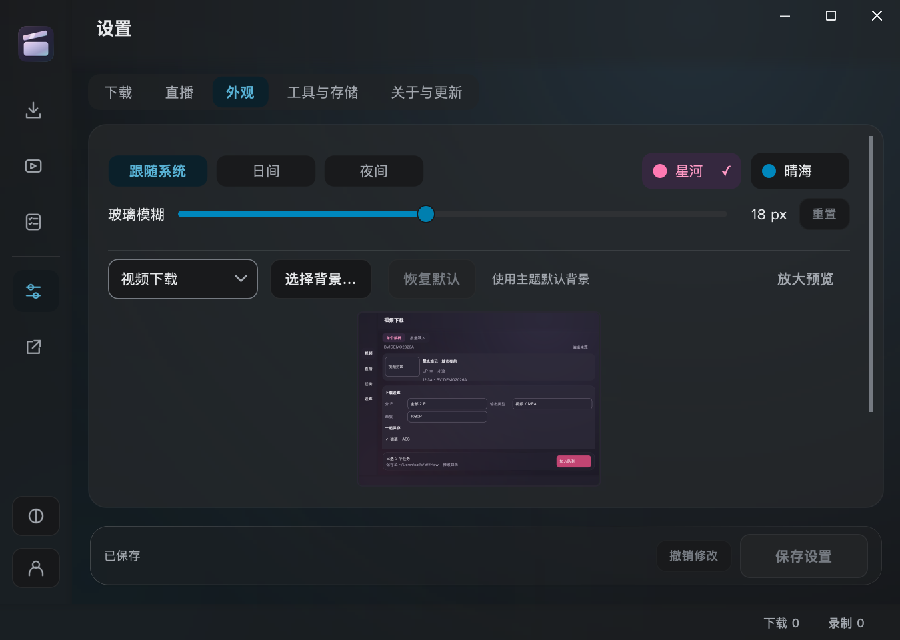 设置
下载 直播 外观 工具与存储 关于与更新
跟随系统 日间 夜间 星河 ✓ 晴海
玻璃模糊 18 px 重置
视频下载 选择背景... 恢复默认 使用主题默认背景 放大预览
视频下载
已保存 撤销修改 保存设置
下载 0 录制 0